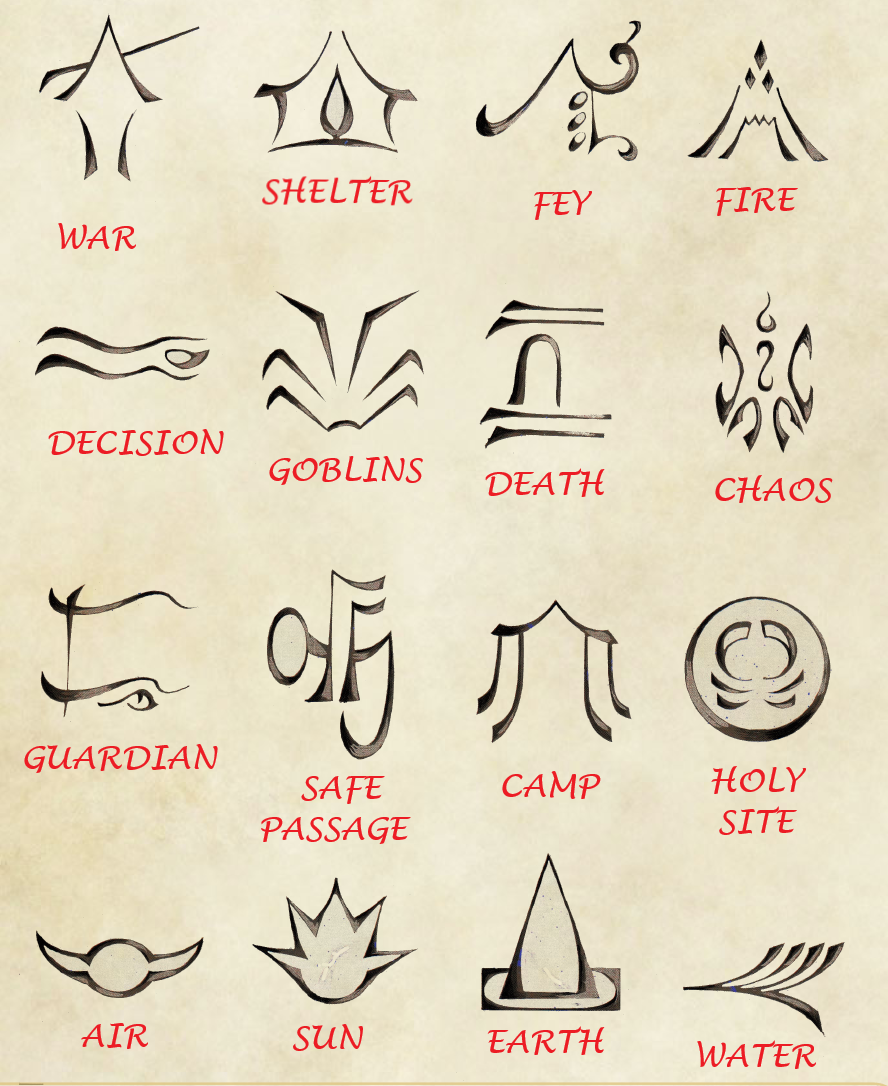 WAR
SHELTER
FEY
FIRE
DECISION
GOBLINS
DEATH
CHAOS
GUARDIAN
SAFE
PASSAGE
CAMP
HOLY
SITE
AIR
SUN
EARTH
WATER